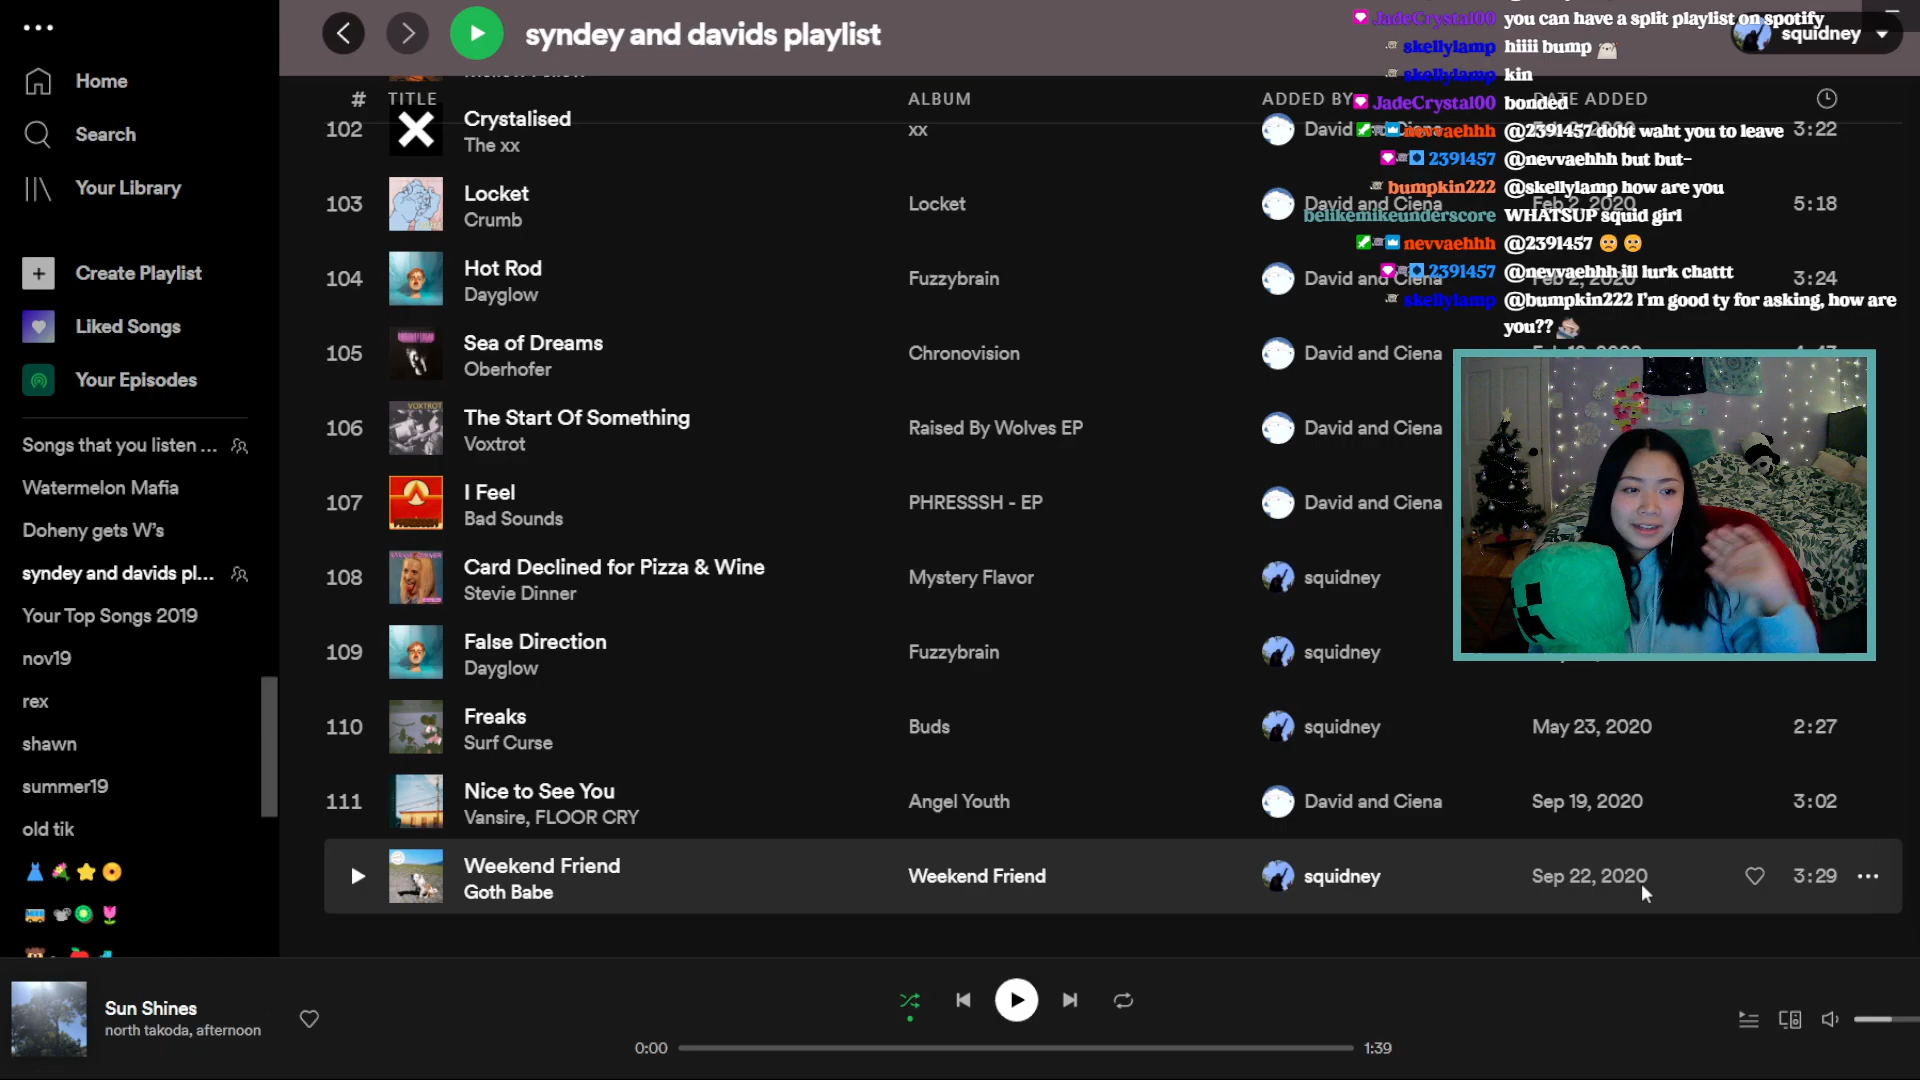 syndey and davids playlist
squidney
Home
Search
Your Library
Create Playlist
Liked Songs
Your Episodes
Songs that you listen ...
Watermelon Mafia
Doheny gets W's
syndey and davids pl...
Your Top Songs 2019
nov19
rex
shawn
summer19
old tik
# TITLE ALBUM ADDED BY DATE ADDED
102 Crystalised xx David and Ciena 3:22
The xx
103 Locket Locket David and Ciena Feb 2, 2020 5:18
Crumb
104 Hot Rod Fuzzybrain David and Ciena Feb 2, 2020 3:24
Dayglow
105 Sea of Dreams Chronovision David and Ciena
Oberhofer
106 The Start Of Something Raised By Wolves EP David and Ciena
Voxtrot
VOXTROT
107 I Feel PHRESSSH - EP David and Ciena
Bad Sounds
108 Card Declined for Pizza & Wine Mystery Flavor squidney
Stevie Dinner
109 False Direction Fuzzybrain squidney
Dayglow
110 Freaks Buds squidney May 23, 2020 2:27
Surf Curse
111 Nice to See You Angel Youth David and Ciena Sep 19, 2020 3:02
Vansire, FLOOR CRY
Weekend Friend Weekend Friend squidney Sep 22, 2020 3:29
Goth Babe
JadeCrystal00 you can have a split playlist on spotify
skellylamp hiiii bump
skellylamp kin
JadeCrystal00 bonded
nevvaehhh @2391457 dobt waht you to leave
2391457 @nevvaehhh but but-
bumpkin222 @skellylamp how are you
belikemikeunderscore WHATSUP squid girl
nevvaehhh @2391457
2391457 @nevvaehhh ill lurk chattt
skellylamp @bumpkin222 I'm good ty for asking, how are
you??
Sun Shines
north takoda, afternoon
0:00 1:39